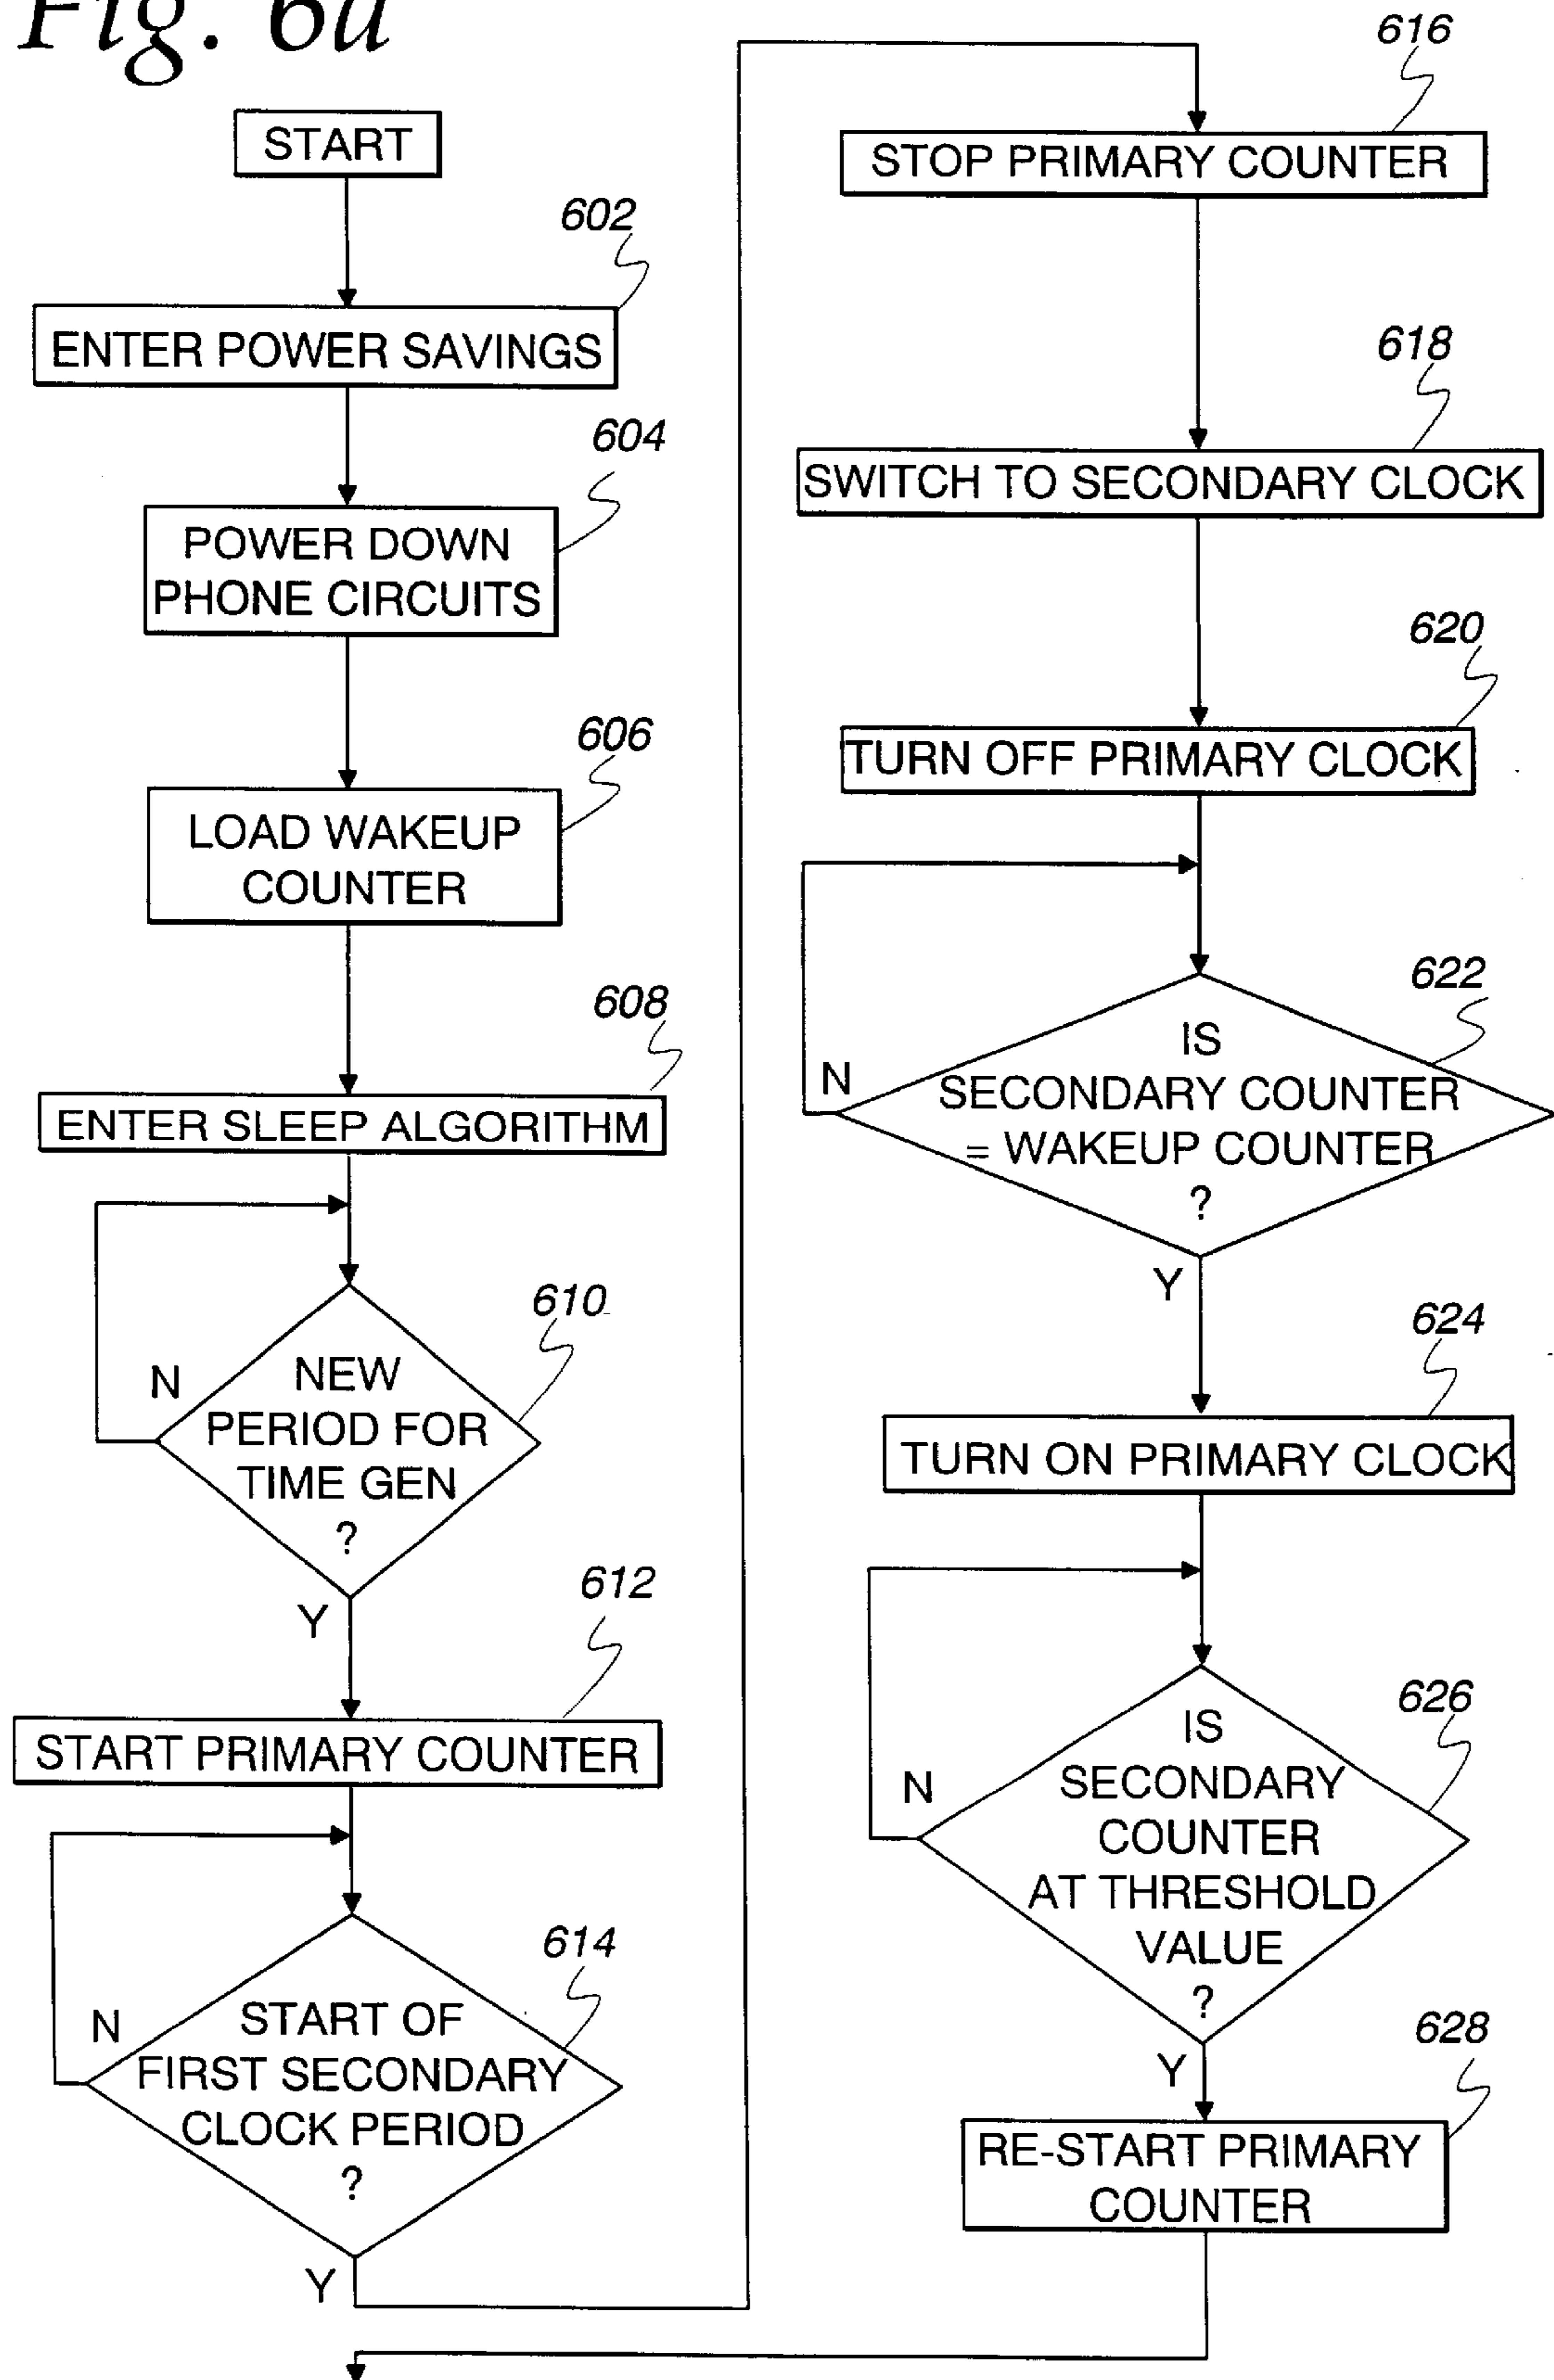 Fig. 6a
START
602
ENTER POWER SAVINGS
604
POWER DOWN
PHONE CIRCUITS
606
LOAD WAKEUP
COUNTER
608
ENTER SLEEP ALGORITHM
610
N
NEW
PERIOD FOR
TIME GEN
?
Y
612
START PRIMARY COUNTER
614
N
START OF
FIRST SECONDARY
CLOCK PERIOD
?
Y
616
STOP PRIMARY COUNTER
618
SWITCH TO SECONDARY CLOCK
620
TURN OFF PRIMARY CLOCK
622
N
IS
SECONDARY COUNTER
= WAKEUP COUNTER
?
Y
624
TURN ON PRIMARY CLOCK
626
N
IS
SECONDARY
COUNTER
AT THRESHOLD
VALUE
?
Y
628
RE-START PRIMARY
COUNTER